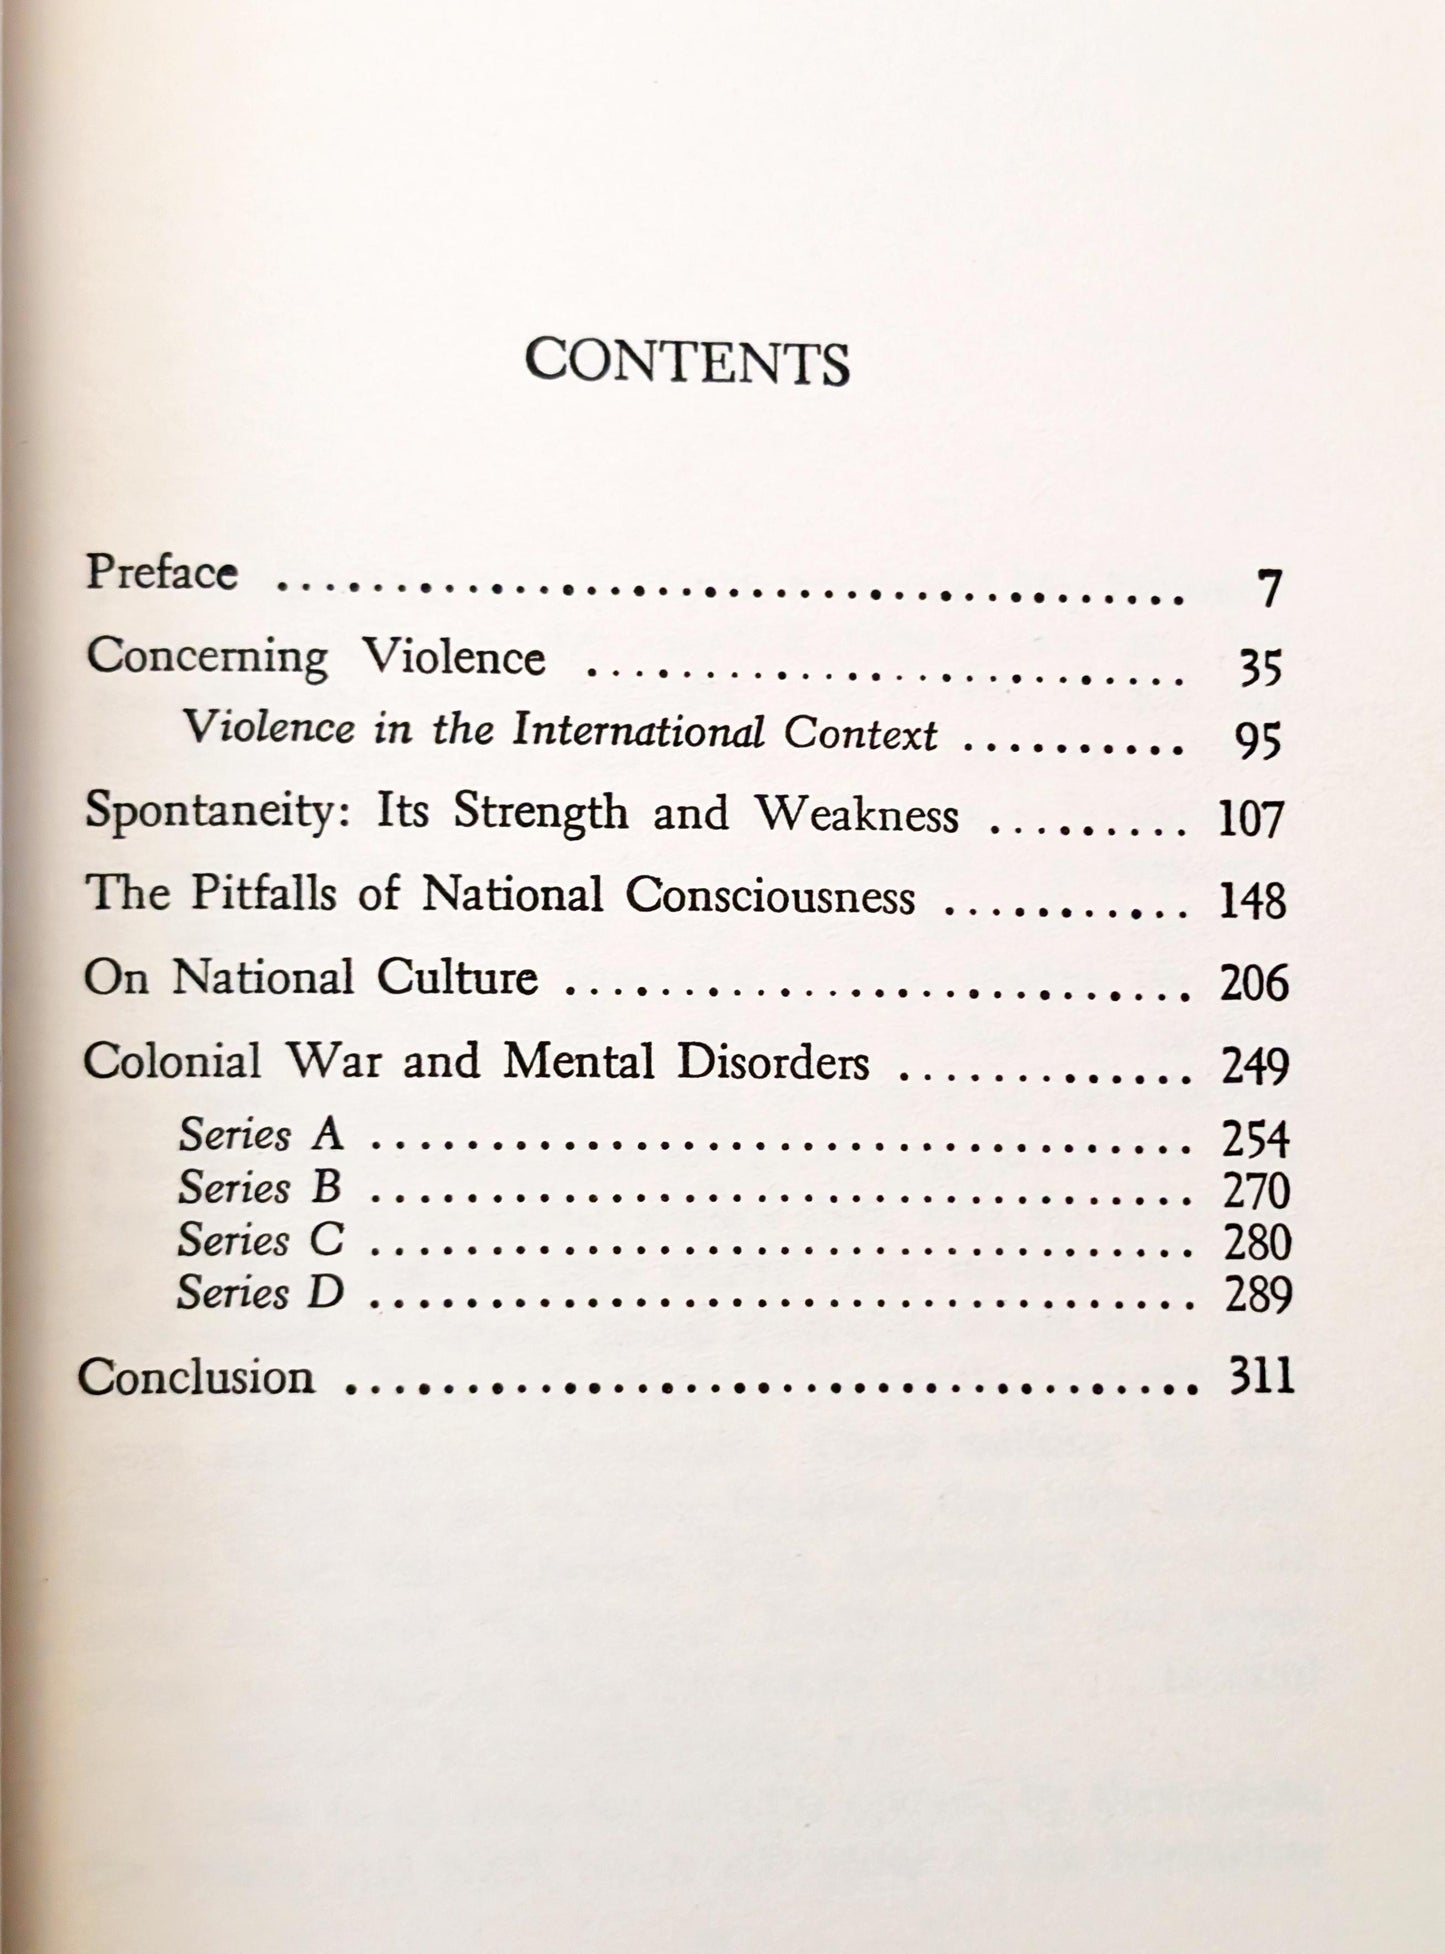 CONTENTS
Preface ...................................... 7
Concerning Violence .......................... 35
Violence in the International Context .......... 95
Spontaneity: Its Strength and Weakness ......... 107
The Pitfalls of National Consciousness ........... 148
On National Culture ........................... 206
Colonial War and Mental Disorders ............. 249
Series A ................................... 254
Series B ................................... 270
Series C ................................... 280
Series D ................................... 289
Conclusion .................................... 311